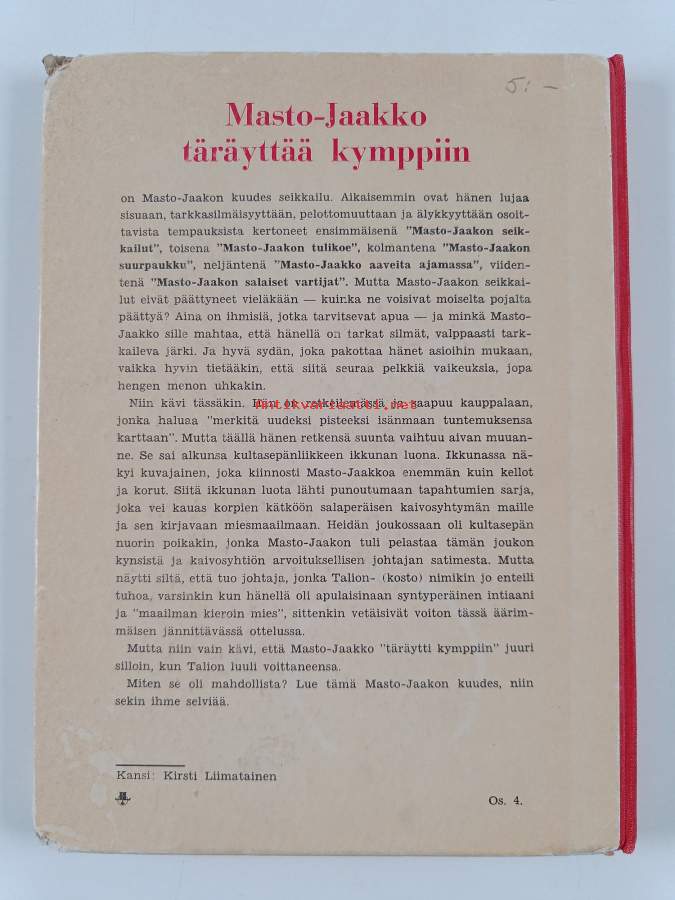 5: -
Masto-Jaakko
täräyttää kymppiin
on Masto-Jaakon kuudes seikkailu. Aikaisemmin ovat hänen lujaa
sisuaan, tarkkasilmäisyyttään, pelottomuuttaan ja älykkyyttään osoit-
tavista tempauksista kertoneet ensimmäisenä "Masto-Jaakon seik-
kailut", toisena "Masto-Jaakon tulikoe", kolmantena "Masto-Jaakon
suurpaukku", neljäntenä "Masto-Jaakko aaveita ajamassa", viiden-
tenä "Masto-Jaakon salaiset vartijat". Mutta Masto-Jaakon seikkai-
lut eivät päättyneet vieläkään — kuinka ne voisivat moiselta pojalta
päättyä? Aina on ihmisiä, jotka tarvitsevat apua — ja minkä Masto-
Jaakko sille mahtaa, että hänellä on tarkat silmät, valppaasti tark-
kaileva järki. Ja hyvä sydän, joka pakottaa hänet asioihin mukaan,
vaikka hyvin tietääkin, että siitä seuraa pelkkiä vaikeuksia, jopa
hengen menon uhkakin.
Niin kävi tässäkin. Hän on retkeilemässä ja saapuu kauppalaan,
antikvariaatti.net
jonka haluaa "merkitä uudeksi pisteeksi isänmaan tuntemuksensa
karttaan". Mutta täällä hänen retkensä suunta vaihtuu aivan muuan-
ne. Se sai alkunsa kultasepänliikkeen ikkunan luona. Ikkunassa nä-
kyi kuvajainen, joka kiinnosti Masto-Jaakkoa enemmän kuin kellot
ja korut. Siitä ikkunan luota lähti punoutumaan tapahtumien sarja,
joka vei kauas korpien kätköön salaperäisen kaivosyhtymän maille
ja sen kirjavaan miesmaailmaan. Heidän joukossaan oli kultasepän
nuorin poikakin, jonka Masto-Jaakon tuli pelastaa tämän joukon
kynsistä ja kaivosyhtiön arvoituksellisen johtajan satimesta. Mutta
näytti siltä, että tuo johtaja, jonka Talion- (kosto) nimikin jo enteili
tuhoa, varsinkin kun hänellä oli apulaisinaan syntyperäinen intiaani
ja "maailman kieroin mies", sittenkin vetäisivät voiton tässä äärim-
mäisen jännittävässä ottelussa.
Mutta niin vain kävi, että Masto-Jaakko "täräytti kymppiin" juuri
silloin, kun Talion luuli voittaneensa.
Miten se oli mahdollista? Lue tämä Masto-Jaakon kuudes, niin
sekin ihme selviää.
Kansi: Kirsti Liimatainen
Os. 4.